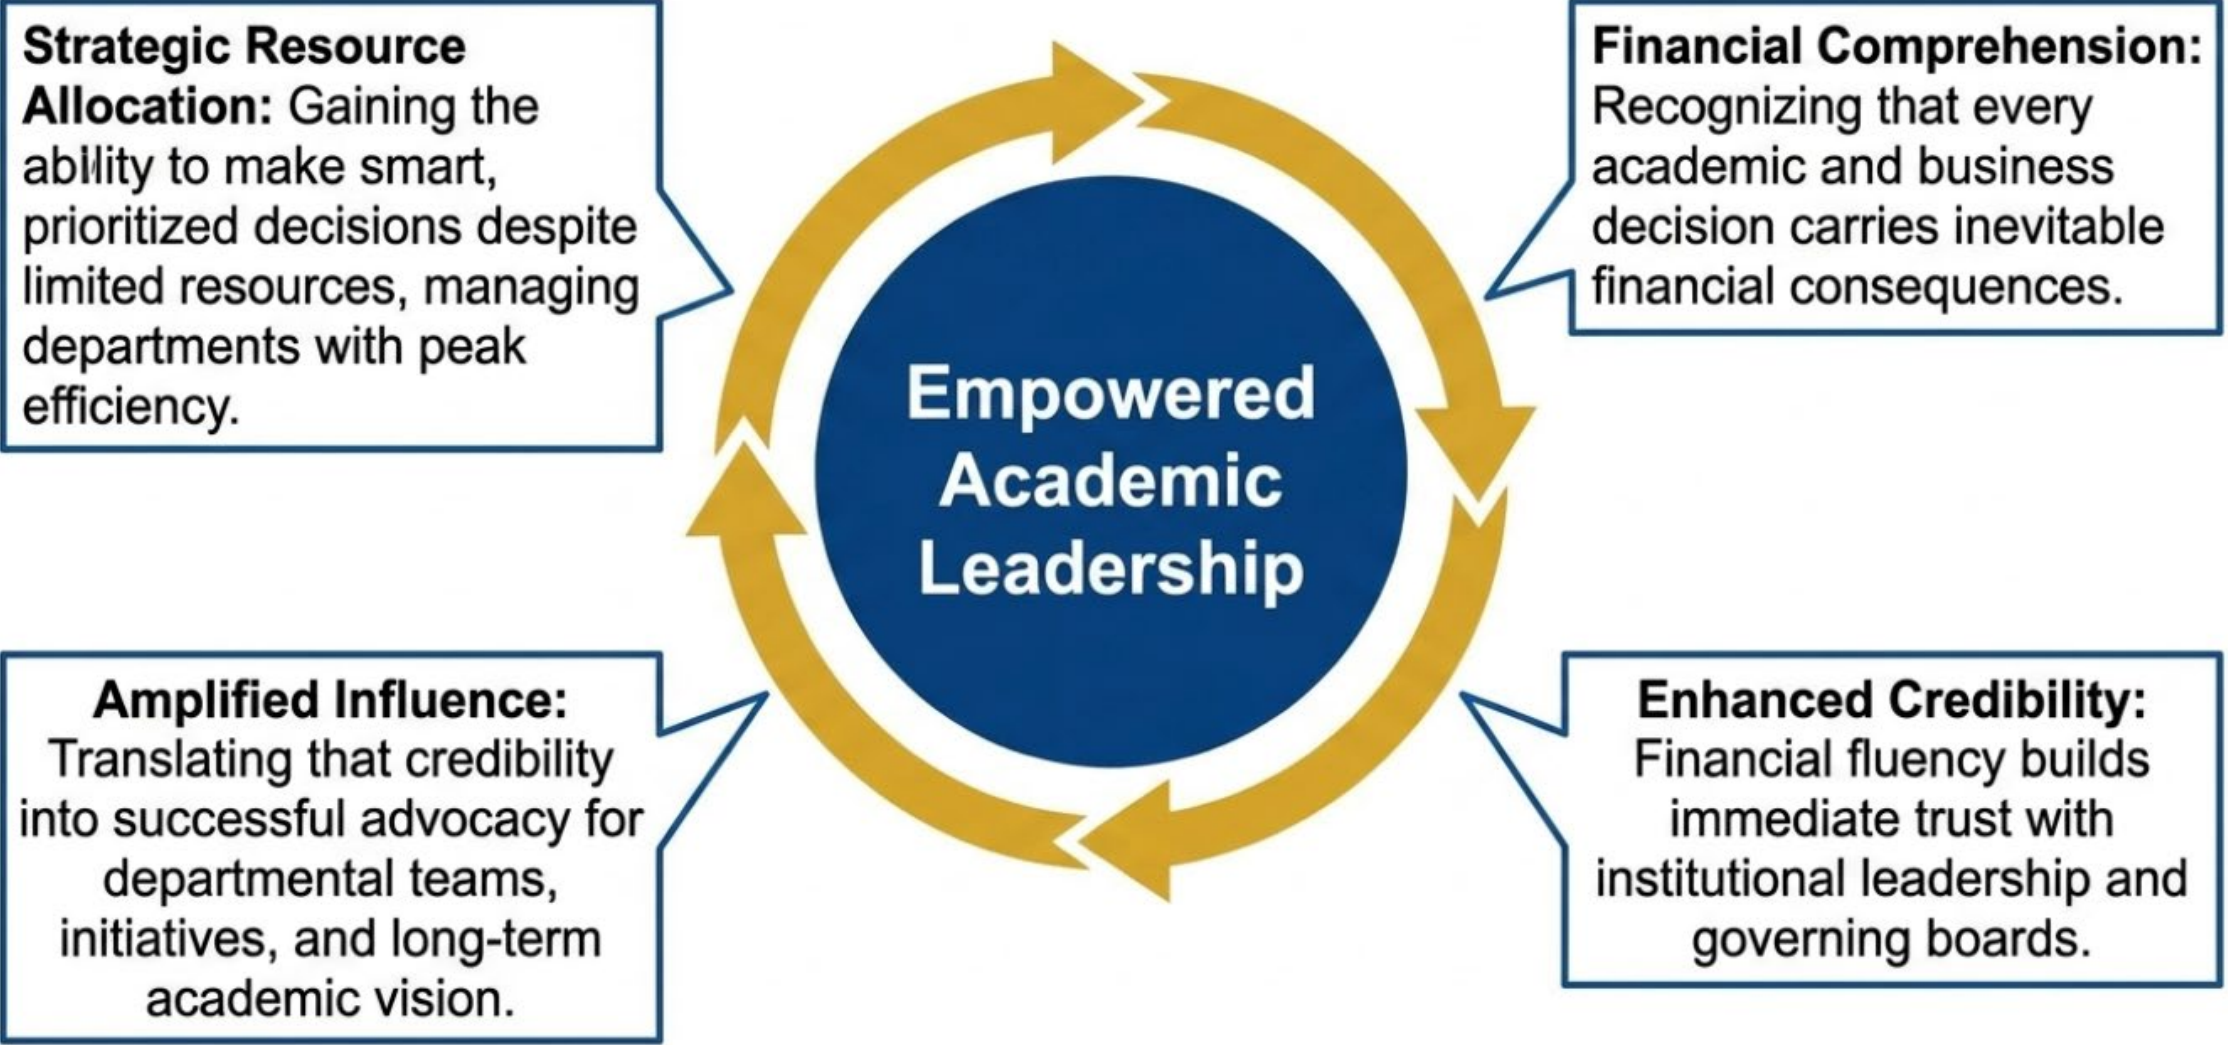 Strategic Resource
Allocation: Gaining the
ability to make smart,
prioritized decisions despite
limited resources, managing
departments with peak
efficiency.
Financial Comprehension:
Recognizing that every
academic and business
decision carries inevitable
financial consequences.
Empowered
Academic
Leadership
Amplified Influence:
Translating that credibility
into successful advocacy for
departmental teams,
initiatives, and long-term
academic vision.
Enhanced Credibility:
Financial fluency builds
immediate trust with
institutional leadership and
governing boards.